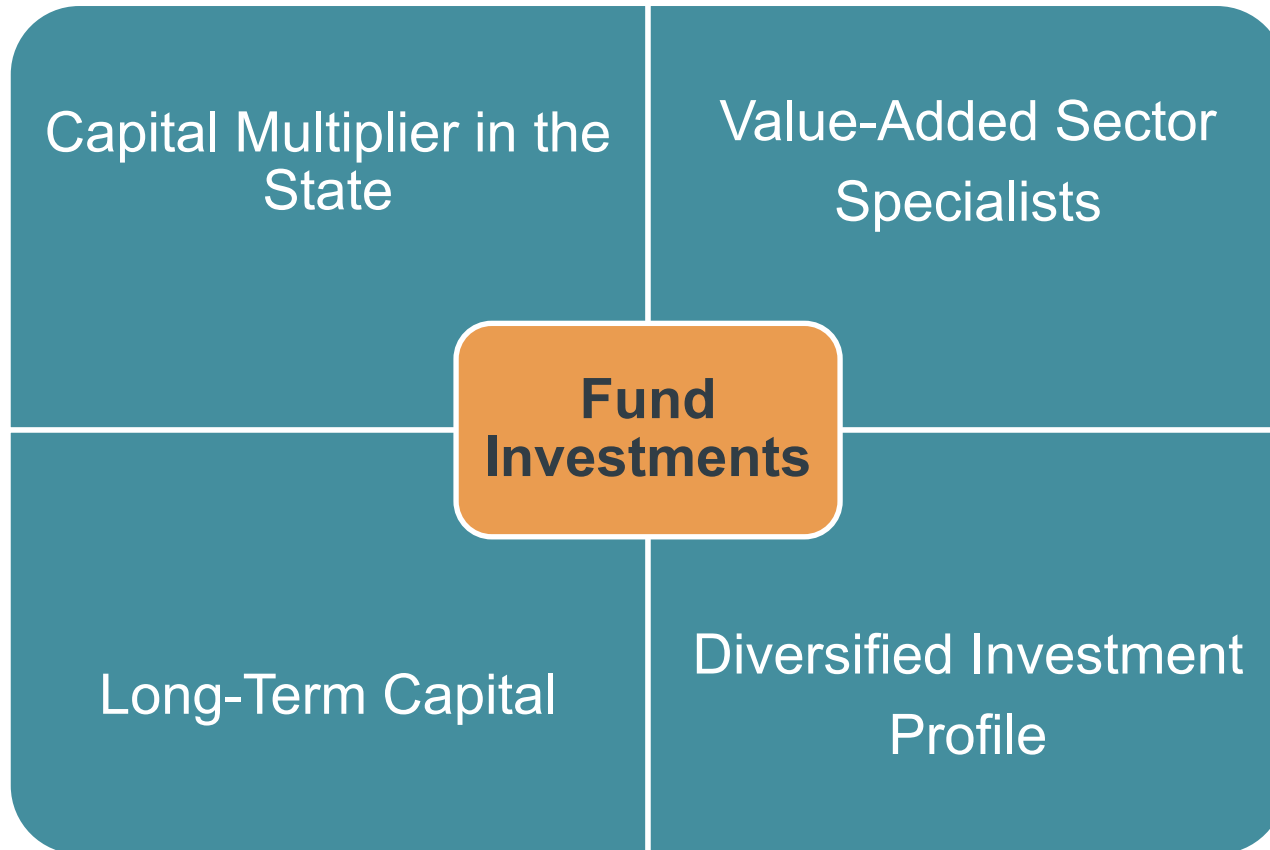 Capital Multiplier in the
State
Value-Added Sector
Specialists
Fund
Investments
Long-Term Capital
Diversified Investment
Profile